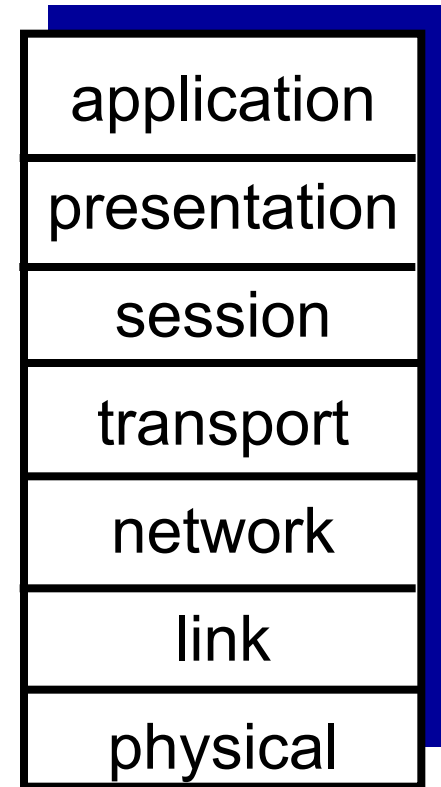 application
presentation
session
transport
network
link
physical